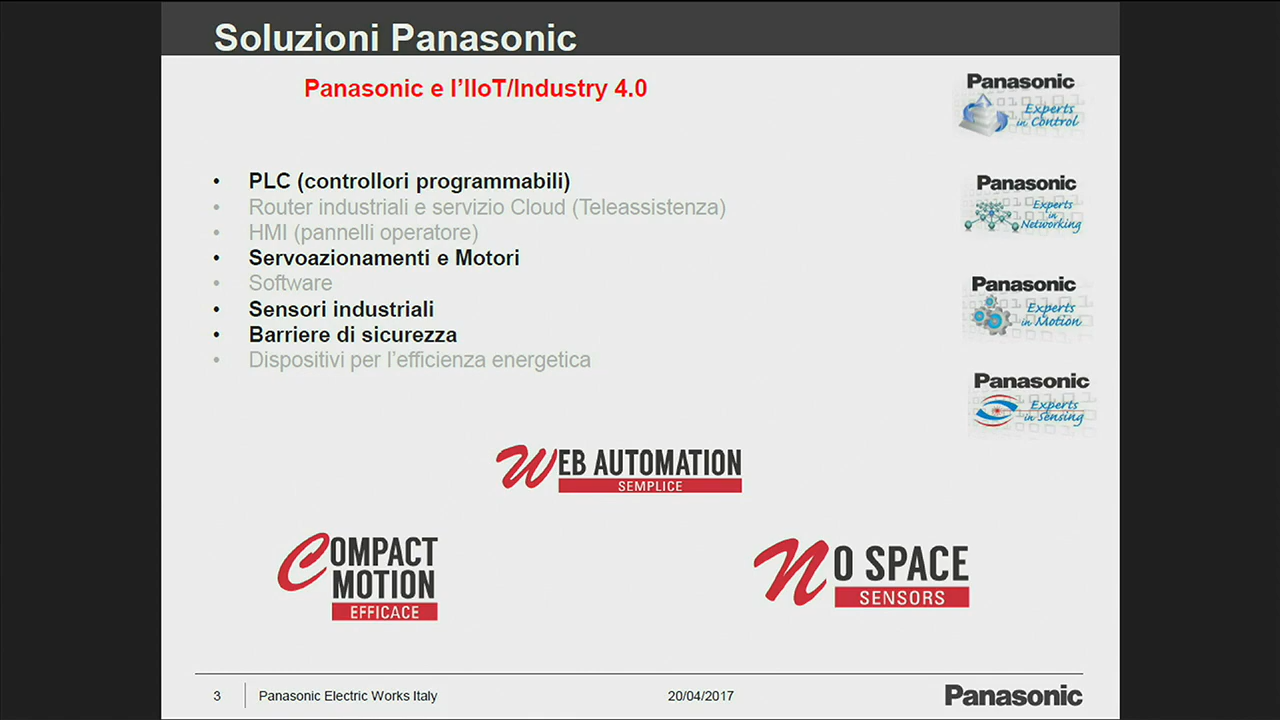 Soluzioni Panasonic
Panasonic e l’IIoT/Industry 4.0
Panasonic
Experts
in Control
• PLC (controllori programmabili)
• Router industriali e servizio Cloud (Teleassistenza)
• HMI (pannelli operatore)
• Servoazionamenti e Motori
• Software
• Sensori industriali
• Barriere di sicurezza
• Dispositivi per l’efficienza energetica
Panasonic
Experts
in
Networking
Panasonic
Experts
in Motion
Panasonic
Experts
in Sensing
WEB AUTOMATION
SEMPLICE
COMPACT
MOTION
EFFICACE
NO SPACE
SENSORS
3 Panasonic Electric Works Italy 20/04/2017 Panasonic